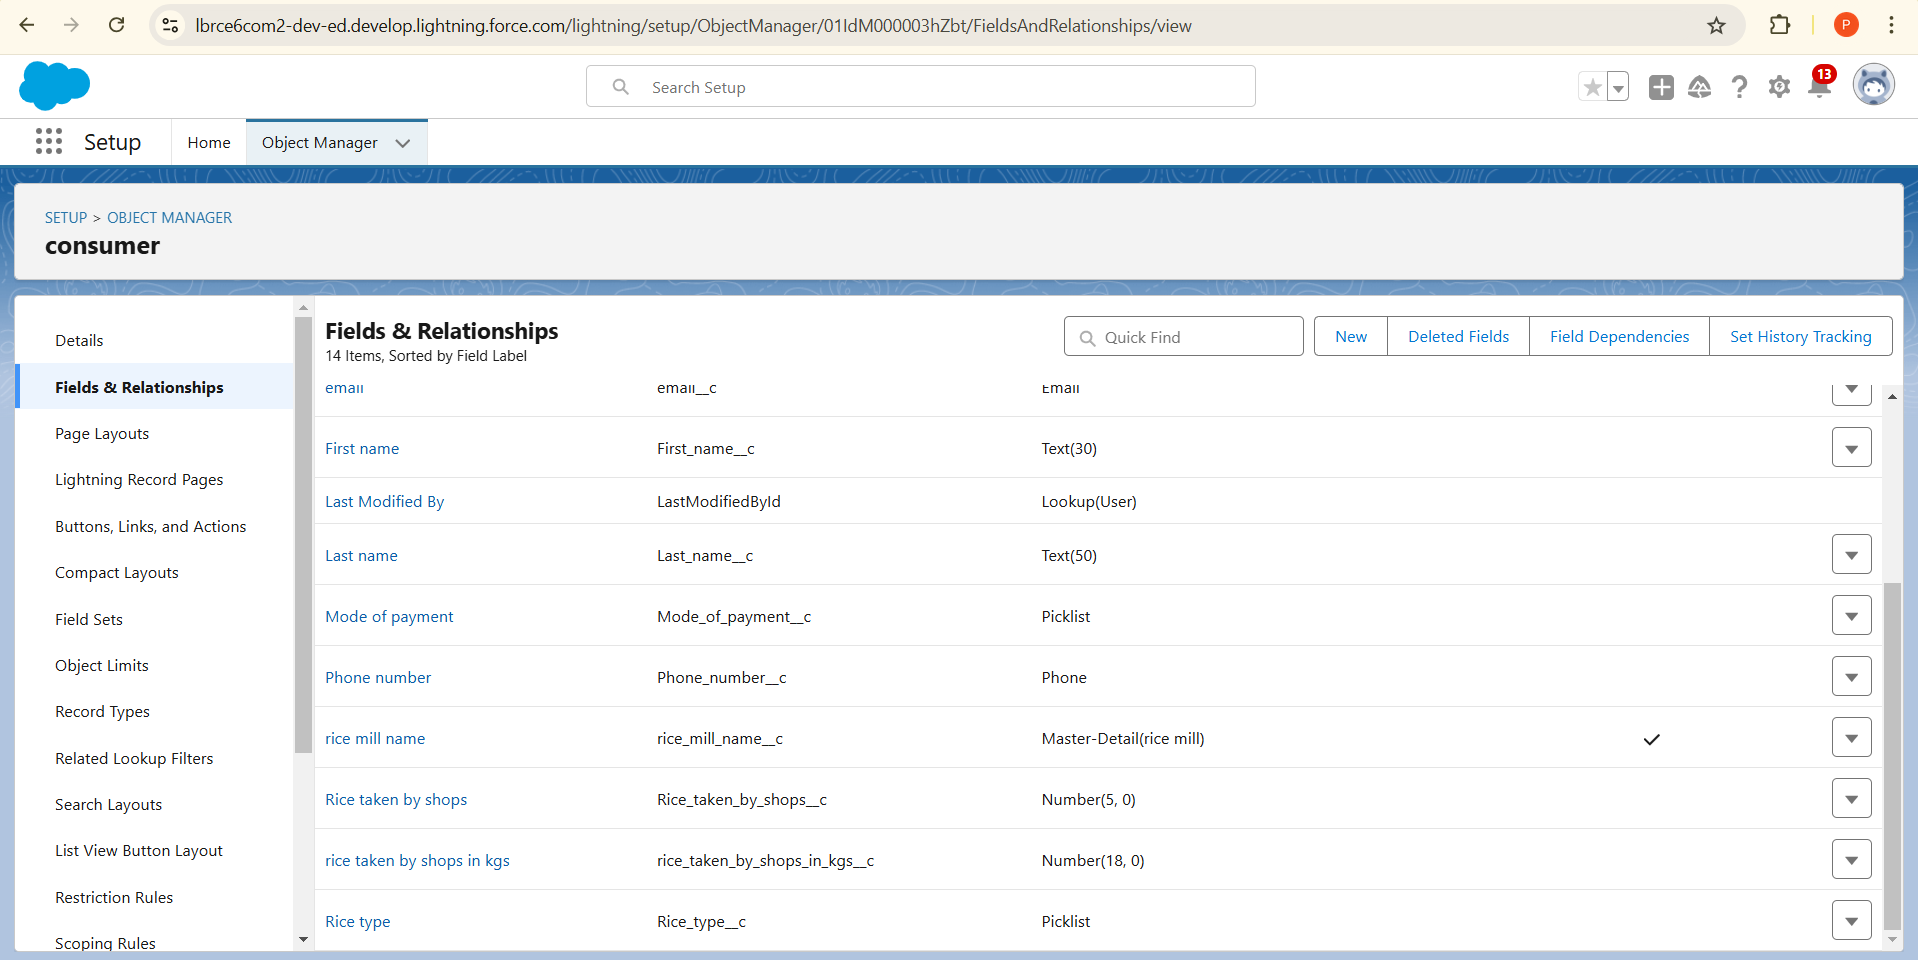 lbrce6com2-dev-ed.develop.lightning.force.com/lightning/setup/ObjectManager/01IdM000003hZbt/FieldsAndRelationships/view
P
Search Setup
13
Setup
Home
Object Manager
SETUP > OBJECT MANAGER
consumer
Details
Fields & Relationships
Page Layouts
Lightning Record Pages
Buttons, Links, and Actions
Compact Layouts
Field Sets
Object Limits
Record Types
Related Lookup Filters
Search Layouts
List View Button Layout
Restriction Rules
Scoping Rules
Fields & Relationships
14 Items, Sorted by Field Label
Quick Find
New
Deleted Fields
Field Dependencies
Set History Tracking
email email__c Email
First name First_name__c Text(30)
Last Modified By LastModifiedById Lookup(User)
Last name Last_name__c Text(50)
Mode of payment Mode_of_payment__c Picklist
Phone number Phone_number__c Phone
rice mill name rice_mill_name__c Master-Detail(rice mill)
Rice taken by shops Rice_taken_by_shops__c Number(5, 0)
rice taken by shops in kgs rice_taken_by_shops_in_kgs__c Number(18, 0)
Rice type Rice_type__c Picklist